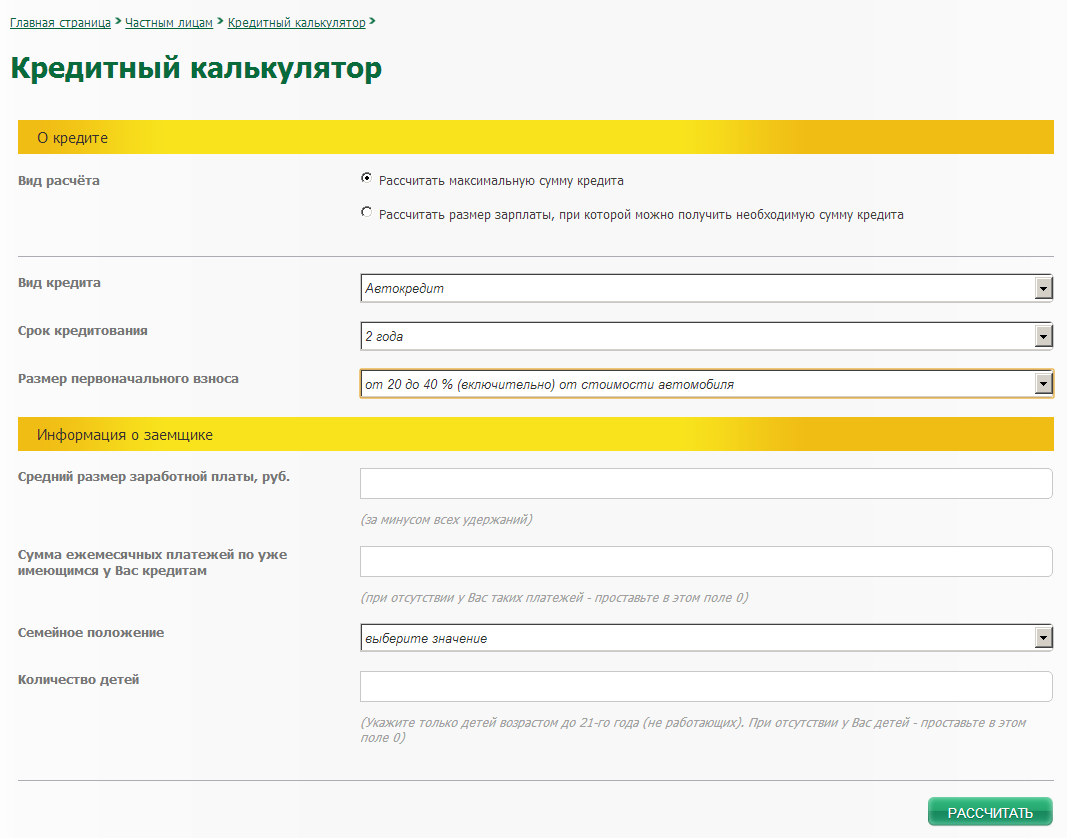 Главная страница > Частным лицам > Кредитный калькулятор >
Кредитный калькулятор
О кредите
Вид расчёта
Рассчитать максимальную сумму кредита
Рассчитать размер зарплаты, при которой можно получить необходимую сумму кредита
Вид кредита
Автокредит
Срок кредитования
2 года
Размер первоначального взноса
от 20 до 40 % (включительно) от стоимости автомобиля
Информация о заемщике
Средний размер заработной платы, руб.
(за минусом всех удержаний)
Сумма ежемесячных платежей по уже
имеющимся у Вас кредитам
(при отсутствии у Вас таких платежей - проставьте в этом поле 0)
Семейное положение
выберите значение
Количество детей
(Укажите только детей возрастом до 21-го года (не работающих). При отсутствии у Вас детей - проставьте в этом
поле 0)
РАССЧИТАТЬ